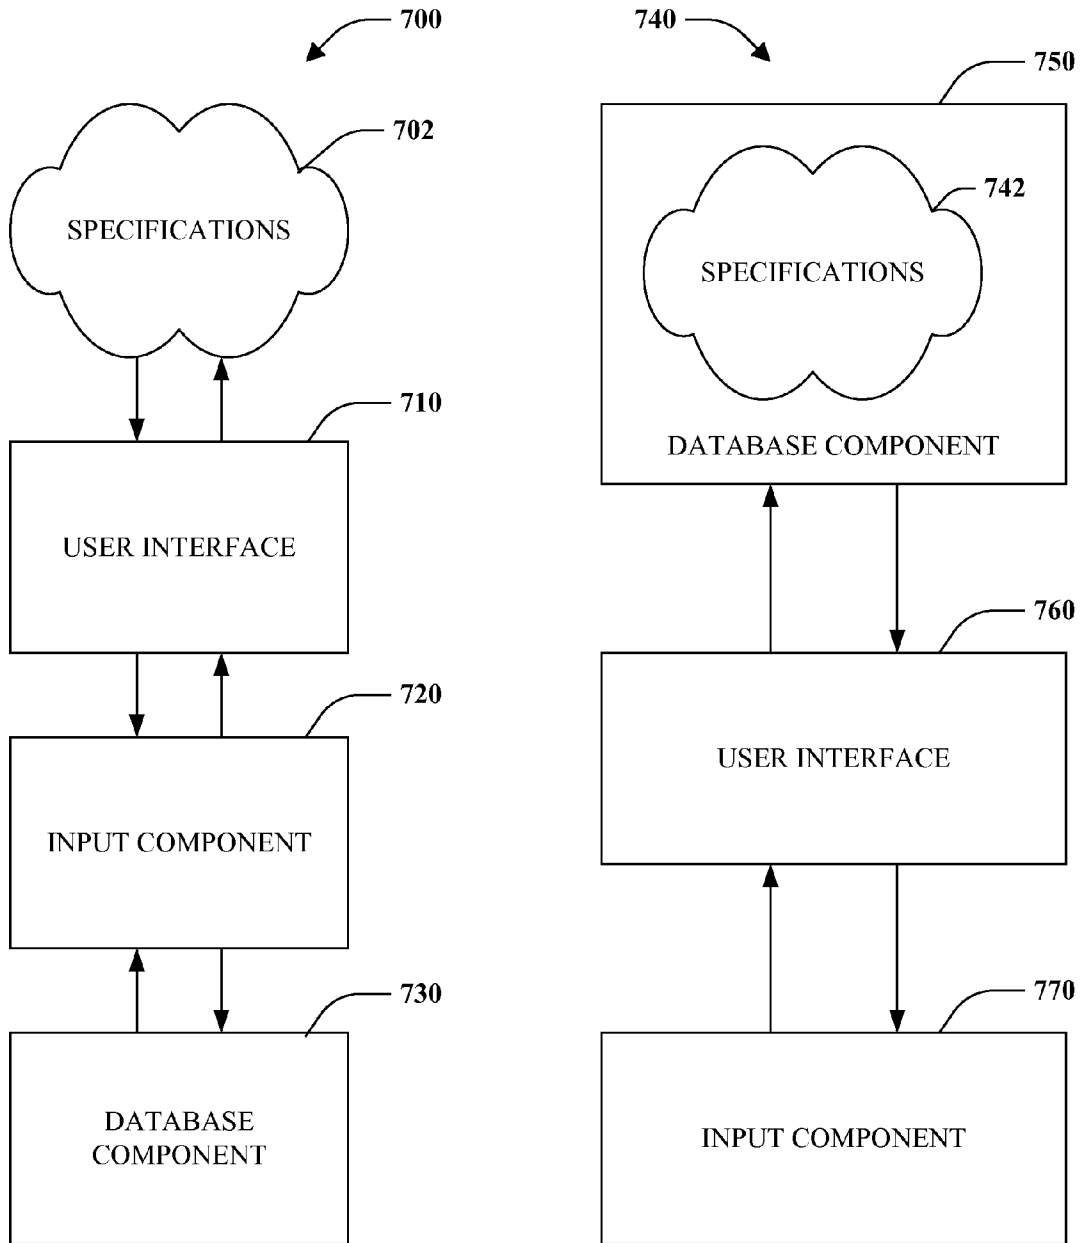 700
702
SPECIFICATIONS
710
USER INTERFACE
720
INPUT COMPONENT
730
DATABASE
COMPONENT
740
750
742
SPECIFICATIONS
DATABASE COMPONENT
760
USER INTERFACE
770
INPUT COMPONENT